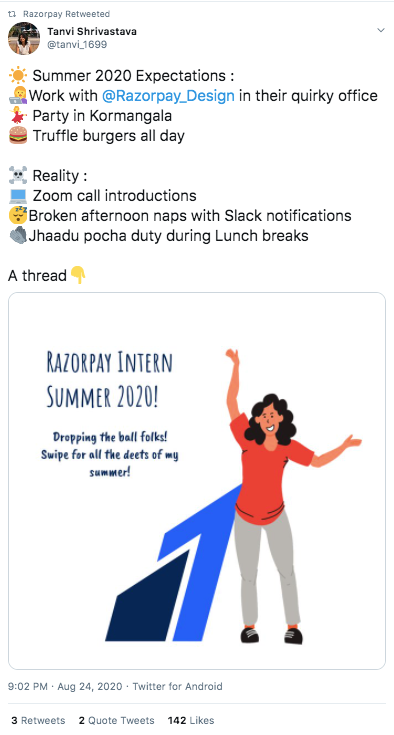 Razorpay Retweeted
Tanvi Shrivastava
@tanvi_1699
☀️ Summer 2020 Expectations :
👩‍💻Work with @Razorpay_Design in their quirky office
💃 Party in Kormangala
🍔 Truffle burgers all day
☠️ Reality :
💻 Zoom call introductions
😴Broken afternoon naps with Slack notifications
🧤Jhaadu pocha duty during Lunch breaks
A thread👇
RAZORPAY INTERN
SUMMER 2020!
Dropping the ball folks!
Swipe for all the deets of my
summer!
9:02 PM · Aug 24, 2020 · Twitter for Android
3 Retweets 2 Quote Tweets 142 Likes